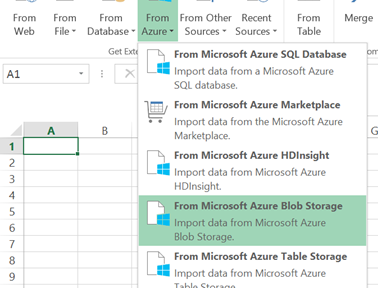 From Web
From File
From Database
From Azure
From Other Sources
Recent Sources
From Table
Merge
Get Ex
A1
A
B
G
1
2
3
4
5
6
7
8
9
From Microsoft Azure SQL Database
Import data from a Microsoft Azure
SQL database.
From Microsoft Azure Marketplace
Import data from the Microsoft Azure
Marketplace.
From Microsoft Azure HDInsight
Import data from Microsoft Azure
HDInsight.
From Microsoft Azure Blob Storage
Import data from Microsoft Azure
Blob Storage.
From Microsoft Azure Table Storage
Import data from Microsoft Azure